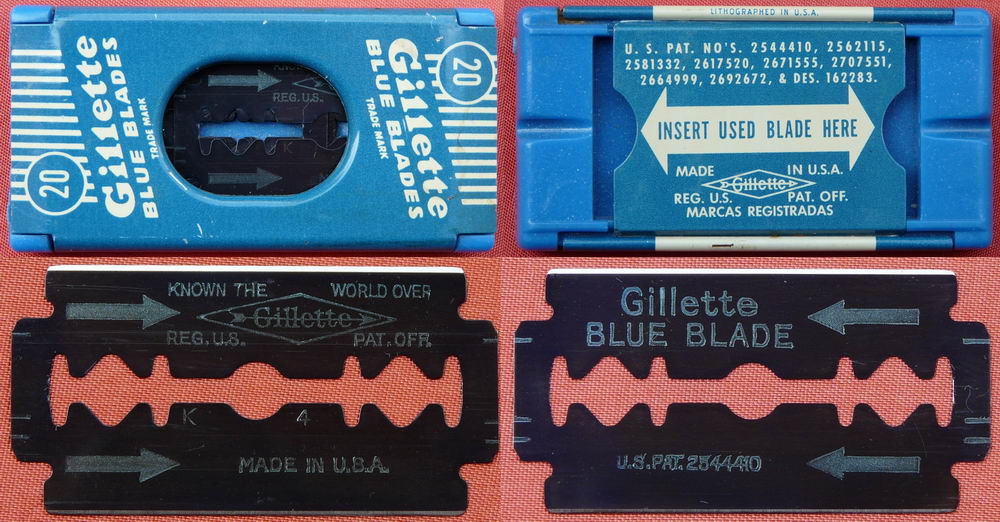 20
Gillette
BLUE BLADES
TRADE MARK
REG. U.S.
K
Gillette
BLUE BLADES
TRADE MARK
20
LITHOGRAPHED IN U.S.A.
U. S. PAT. NO'S. 2544410, 2562115,
2581332, 2617520, 2671555, 2707551,
2664999, 2692672, & DES. 162283.
INSERT USED BLADE HERE
MADE IN U.S.A.
Gillette
REG. U.S. PAT. OFF.
MARCAS REGISTRADAS
KNOWN THE WORLD OVER
Gillette
REG. U.S. PAT. OFF.
K 4
MADE IN U.S.A.
Gillette
BLUE BLADE
U.S. PAT. 2544410